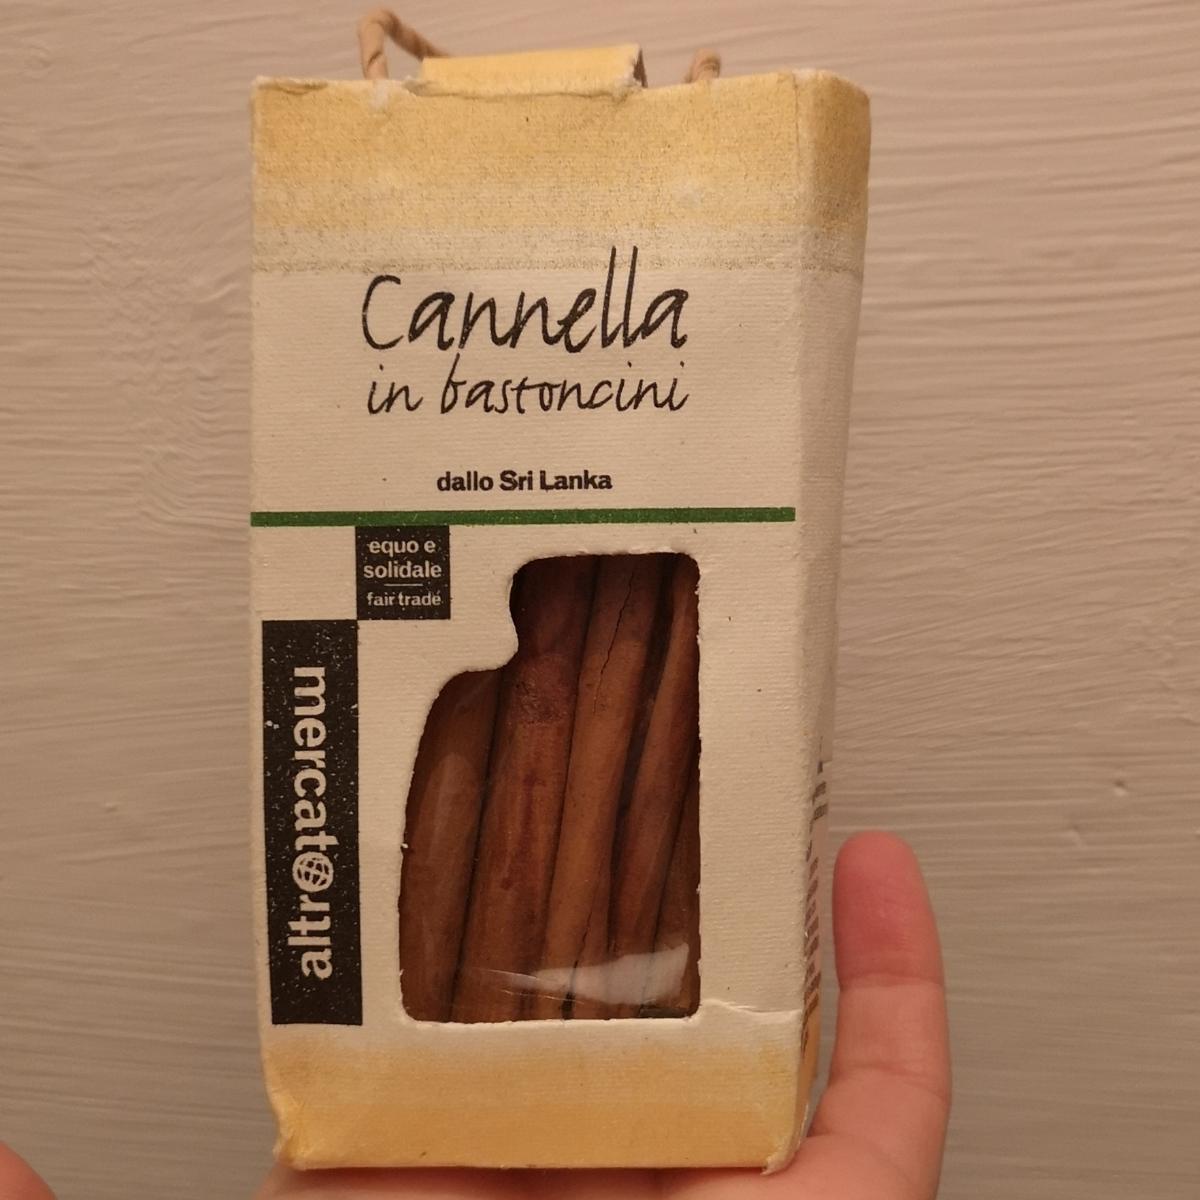 Cannella
in bastoncini
dallo Sri Lanka
equo e
solidale
fair trade
altromercato